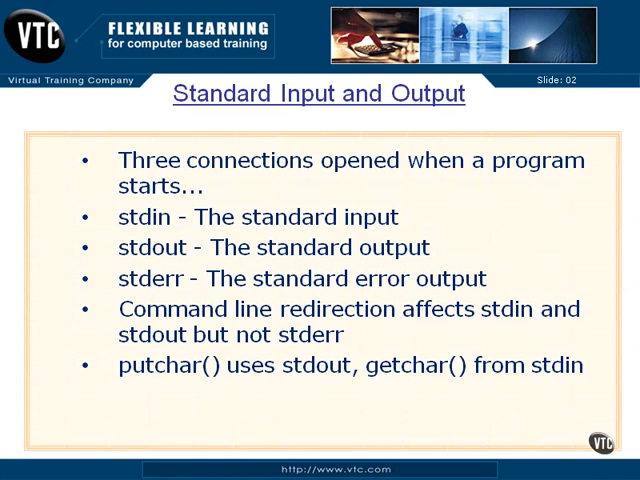 VTC
FLEXIBLE LEARNING
for computer based training
Virtual Training Company
Slide: 02
Standard Input and Output
• Three connections opened when a program
starts...
• stdin - The standard input
• stdout - The standard output
• stderr - The standard error output
• Command line redirection affects stdin and
stdout but not stderr
• putchar() uses stdout, getchar() from stdin
VTC
http://www.vtc.com